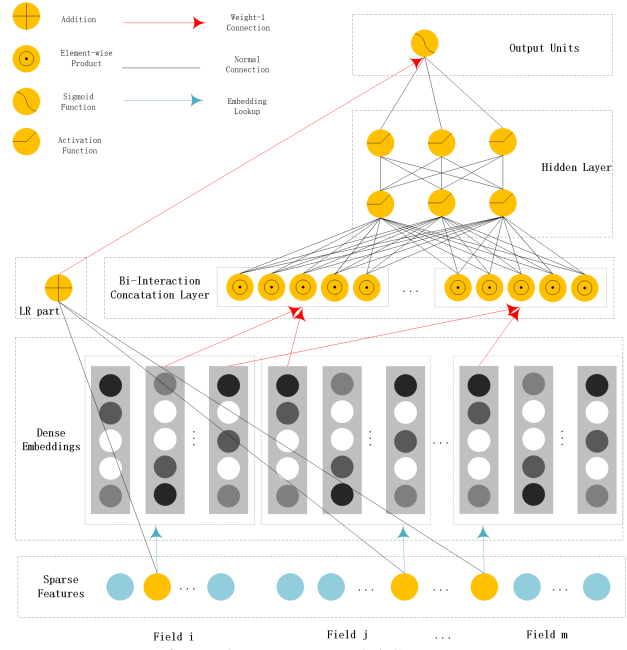 Addition
Weight-1
Connection
Element-wise
Product
Normal
Connection
Sigmoid
Function
Embedding
Lookup
Activation
Function
Output Units
Hidden Layer
Bi-Interaction
Concatation Layer
...
LR part
Dense
Embeddings
...
Sparse
Features
...
...
...
Field i
Field j
...
Field m